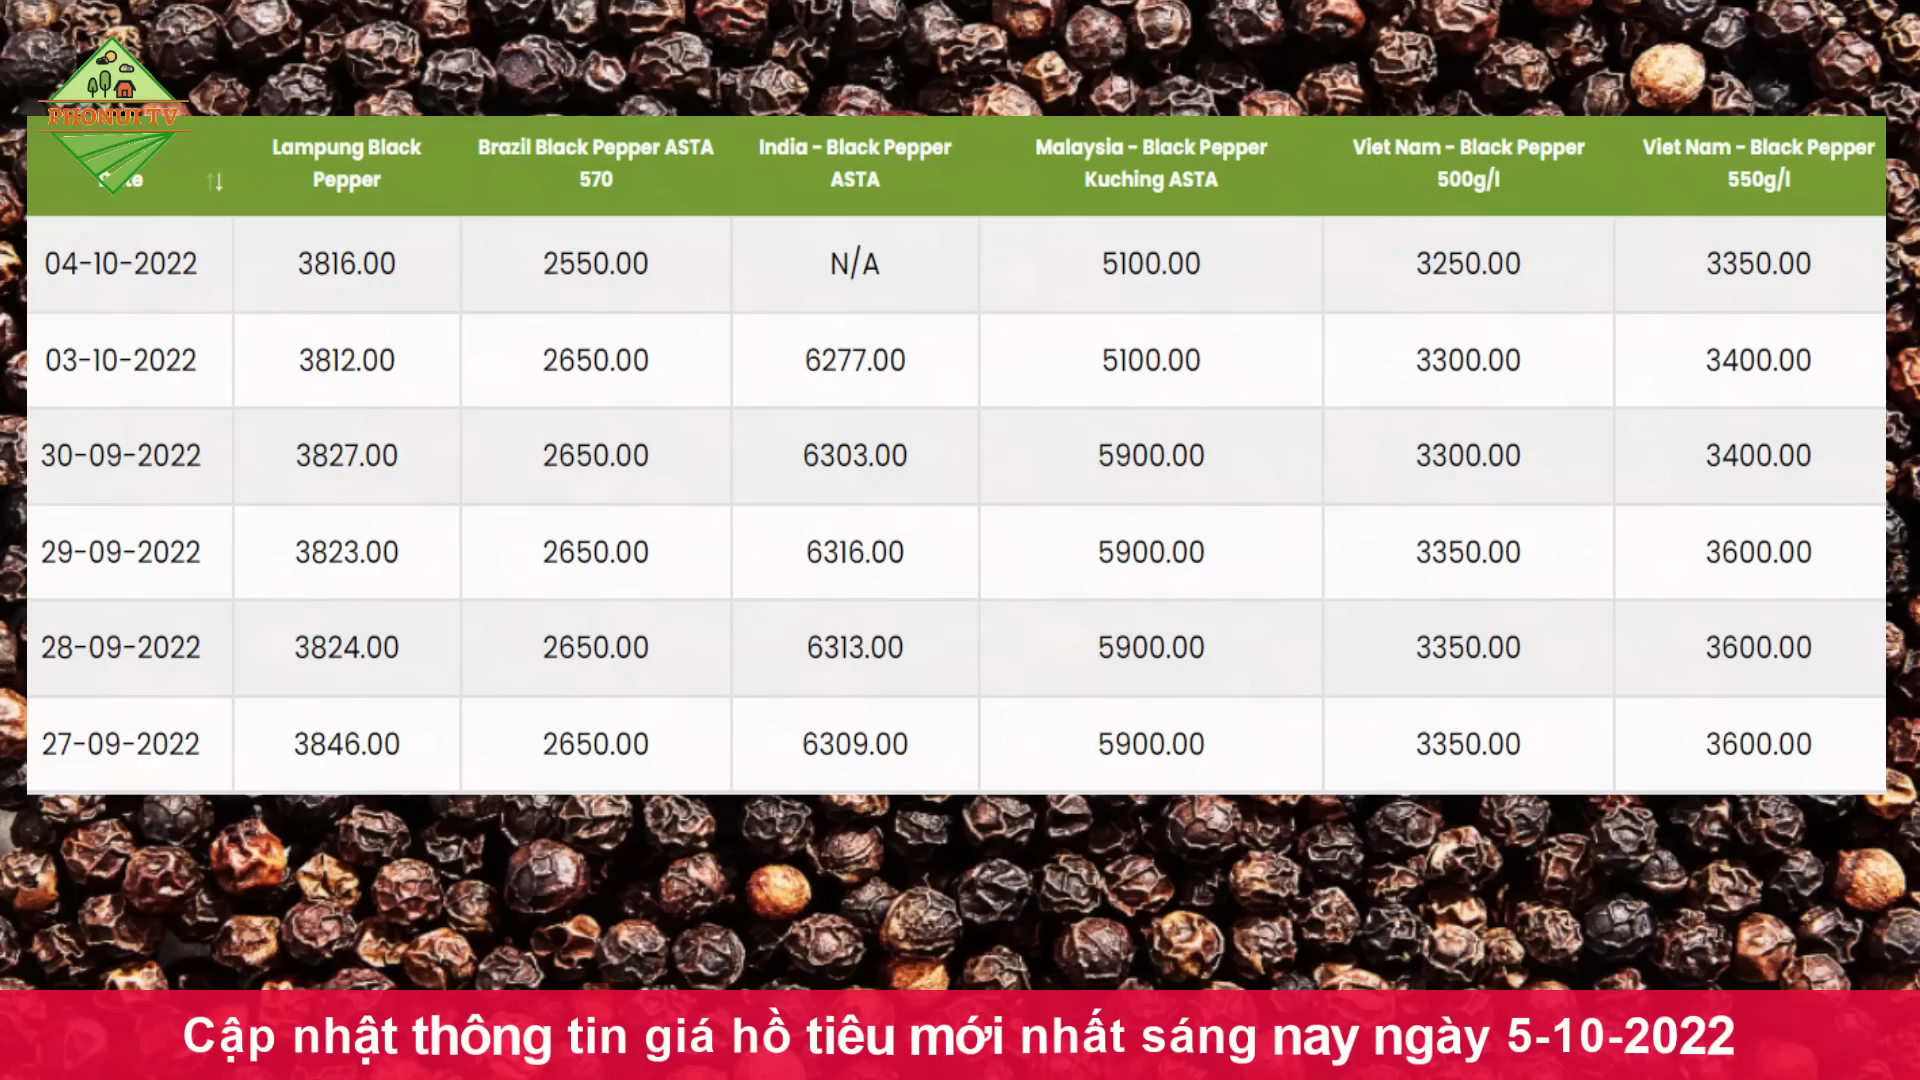 PHONUI TV
Lampung Black Pepper
Brazil Black Pepper ASTA 570
India - Black Pepper ASTA
Malaysia - Black Pepper Kuching ASTA
Viet Nam - Black Pepper 500g/l
Viet Nam - Black Pepper 550g/l
04-10-2022 3816.00 2550.00 N/A 5100.00 3250.00 3350.00
03-10-2022 3812.00 2650.00 6277.00 5100.00 3300.00 3400.00
30-09-2022 3827.00 2650.00 6303.00 5900.00 3300.00 3400.00
29-09-2022 3823.00 2650.00 6316.00 5900.00 3350.00 3600.00
28-09-2022 3824.00 2650.00 6313.00 5900.00 3350.00 3600.00
27-09-2022 3846.00 2650.00 6309.00 5900.00 3350.00 3600.00
Cập nhật thông tin giá hồ tiêu mới nhất sáng nay ngày 5-10-2022